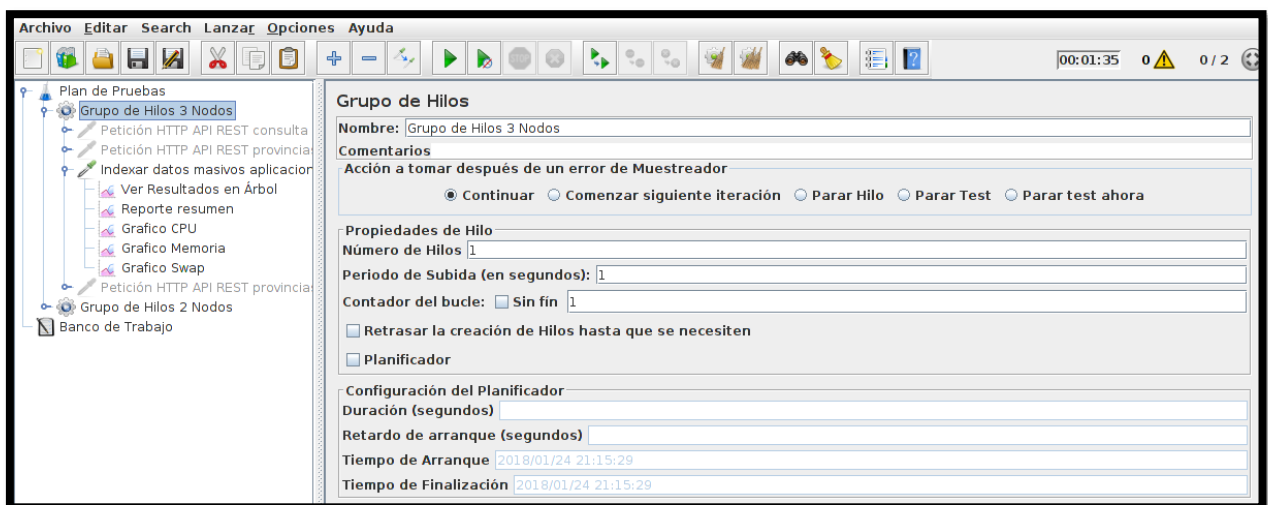 Archivo Editar Search Lanzar Opciones Ayuda
STOP
00:01:35 0 0 / 2
Plan de Pruebas
Grupo de Hilos 3 Nodos
Petición HTTP API REST consulta
Petición HTTP API REST provincia
Indexar datos masivos aplicacion
Ver Resultados en Árbol
Reporte resumen
Grafico CPU
Grafico Memoria
Grafico Swap
Petición HTTP API REST provincia
Grupo de Hilos 2 Nodos
Banco de Trabajo
Grupo de Hilos
Nombre: Grupo de Hilos 3 Nodos
Comentarios
Acción a tomar después de un error de Muestreador
Continuar Comenzar siguiente iteración Parar Hilo Parar Test Parar test ahora
Propiedades de Hilo
Número de Hilos 1
Periodo de Subida (en segundos): 1
Contador del bucle: Sin fín 1
Retrasar la creación de Hilos hasta que se necesiten
Planificador
Configuración del Planificador
Duración (segundos)
Retardo de arranque (segundos)
Tiempo de Arranque 2018/01/24 21:15:29
Tiempo de Finalización 2018/01/24 21:15:29